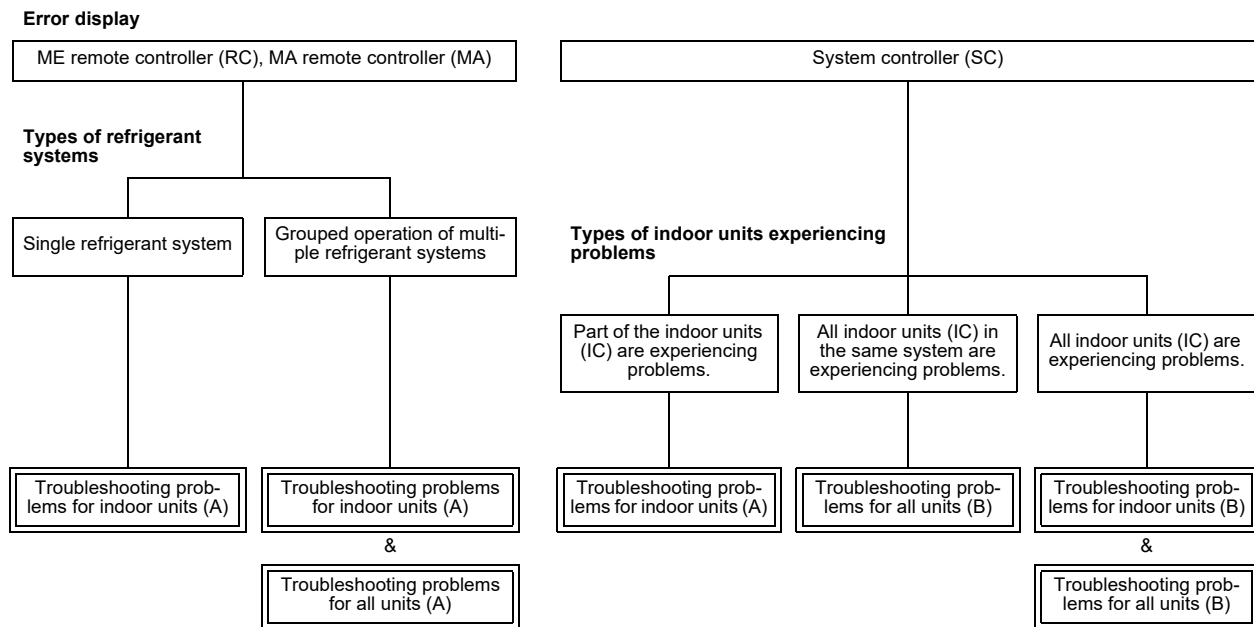 Error display
ME remote controller (RC), MA remote controller (MA)
System controller (SC)
Types of refrigerant
systems
Single refrigerant system
Grouped operation of multi-
ple refrigerant systems
Types of indoor units experiencing
problems
Part of the indoor units
(IC) are experiencing
problems.
All indoor units (IC) in
the same system are
experiencing problems.
All indoor units (IC) are
experiencing problems.
Troubleshooting prob-
lems for indoor units (A)
Troubleshooting problems
for indoor units (A)
&
Troubleshooting problems
for all units (A)
Troubleshooting prob-
lems for indoor units (A)
Troubleshooting prob-
lems for all units (B)
Troubleshooting prob-
lems for indoor units (B)
&
Troubleshooting prob-
lems for all units (B)